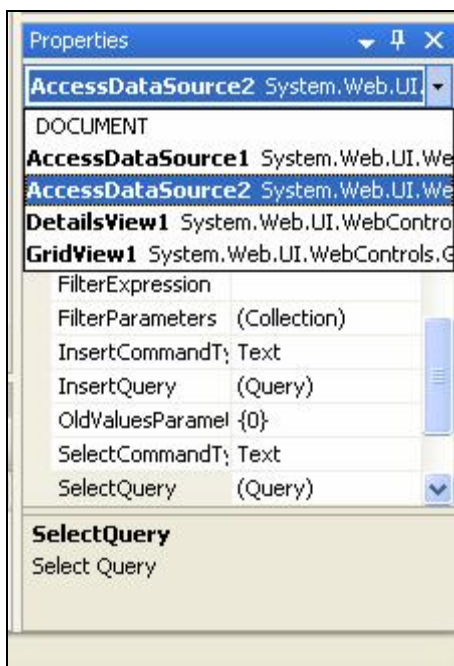 Properties
AccessDataSource2 System.Web.UI.
DOCUMENT
AccessDataSource1 System.Web.UI.We
AccessDataSource2 System.Web.UI.We
DetailsView1 System.Web.UI.WebContro
GridView1 System.Web.UI.WebControls.G
FilterExpression
FilterParameters (Collection)
InsertCommandTy Text
InsertQuery (Query)
OldValuesParamet {0}
SelectCommandTy Text
SelectQuery (Query)
SelectQuery
Select Query